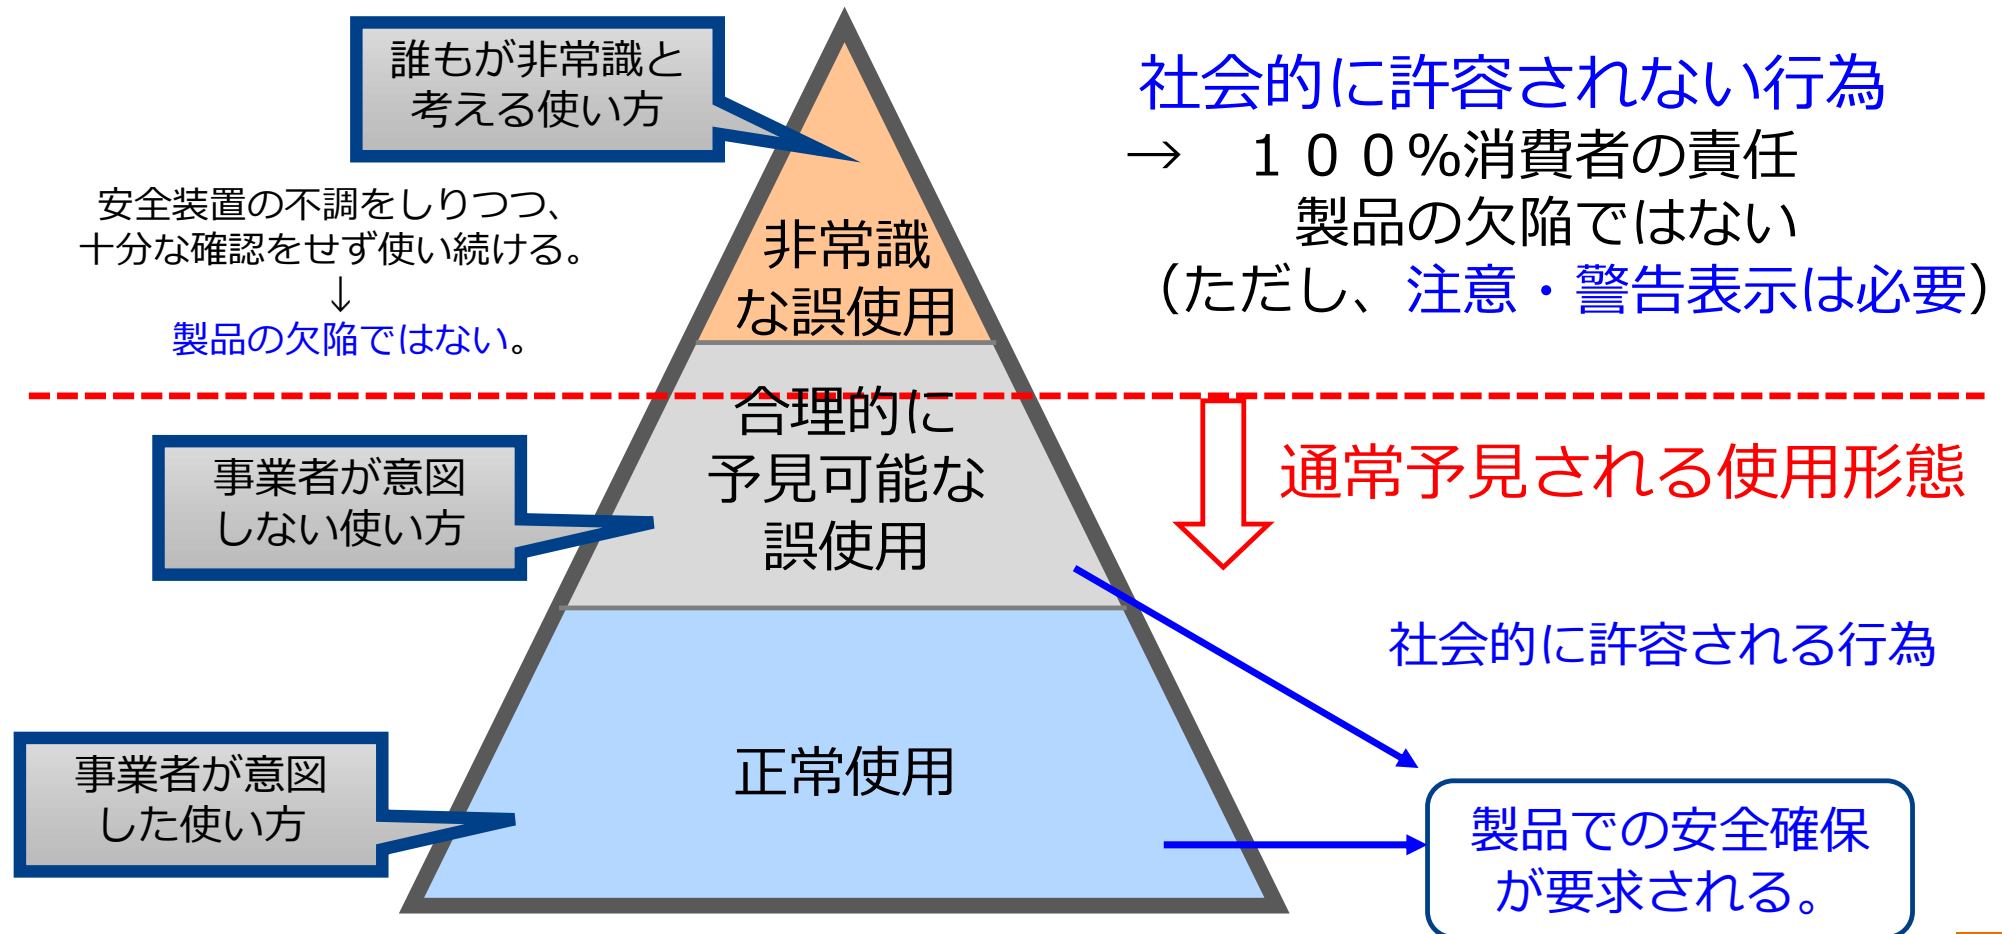 誰もが非常識と
考える使い方
社会的に許容されない行為
→　１００%消費者の責任
製品の欠陥ではない
（ただし、注意・警告表示は必要）
安全装置の不調をしりつつ、
十分な確認をせず使い続ける。
↓
製品の欠陥ではない。
非常識
な誤使用
合理的に
予見可能な
誤使用
通常予見される使用形態
事業者が意図
しない使い方
社会的に許容される行為
正常使用
事業者が意図
した使い方
製品での安全確保
が要求される。